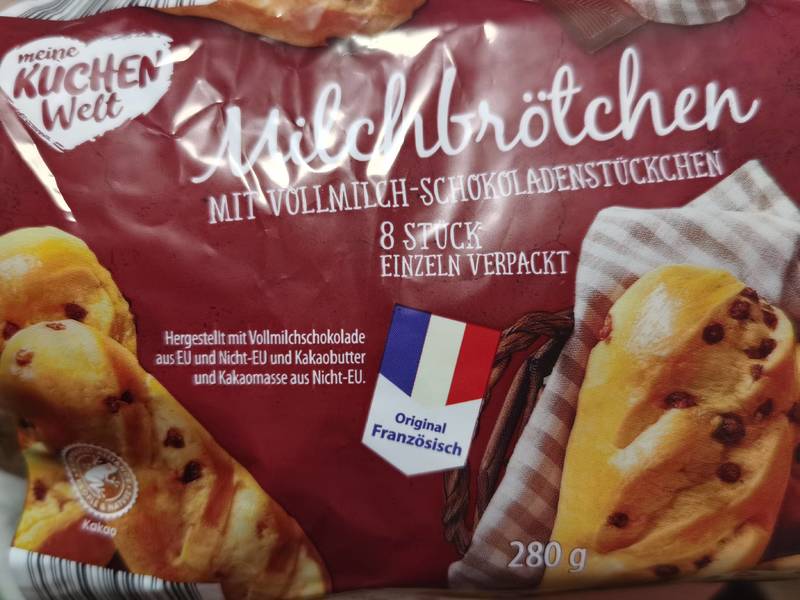 meine
KUCHEN
Welt
Milchbrötchen
MIT VOLLMILCH-SCHOKOLADENSTÜCKCHEN
8 STÜCK
EINZELN VERPACKT
Hergestellt mit Vollmilchschokolade
aus EU und Nicht-EU und Kakaobutter
und Kakaomasse aus Nicht-EU.
Original
Französisch
Kakao
280 g